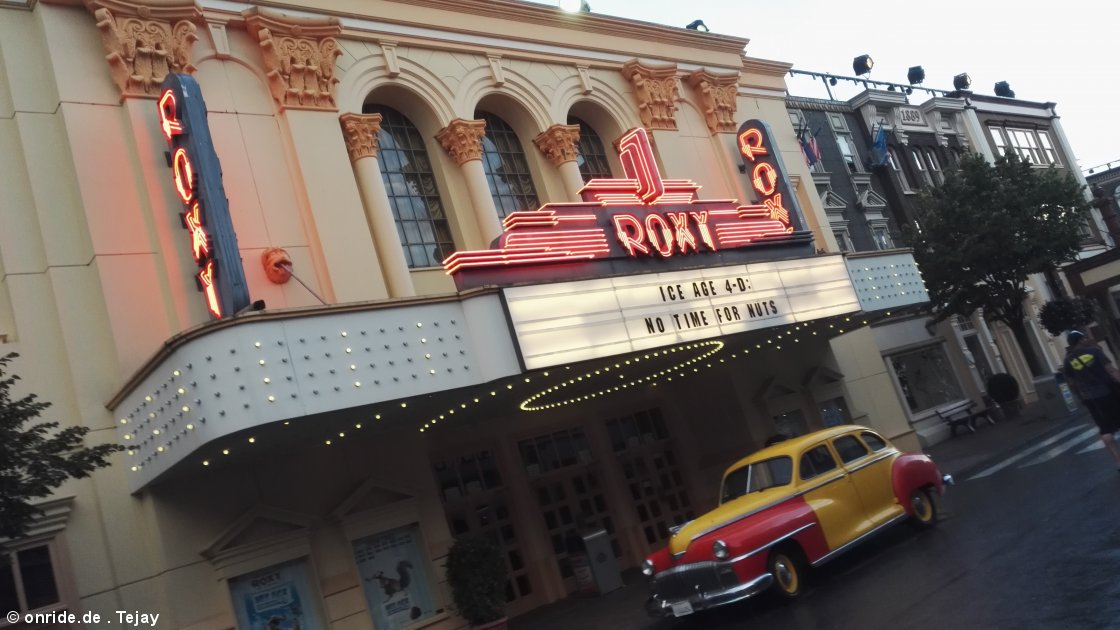 ROXY
ROXY
ROXY
1889
ICE AGE 4-D:
NO TIME FOR NUTS
ROXY
© onride.de . Tejay